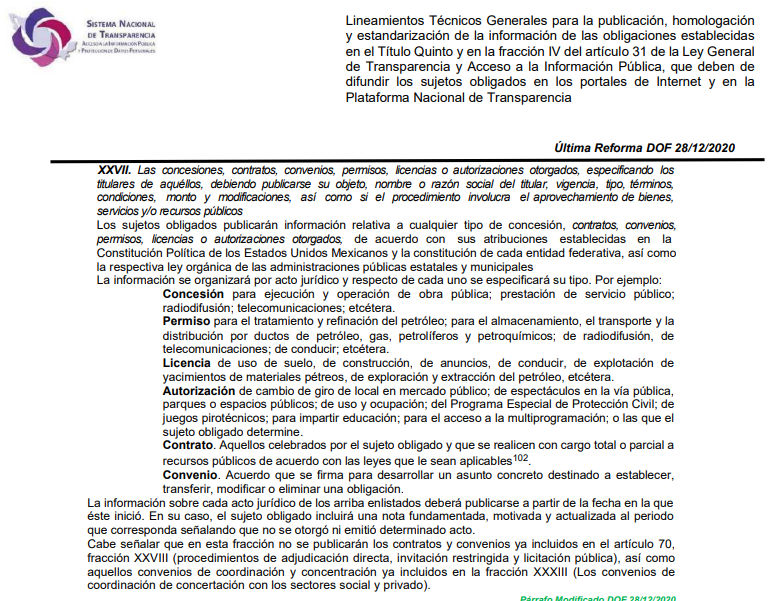 SISTEMA NACIONAL
DE TRANSPARENCIA
ACCESO A LA INFORMACIÓN PÚBLICA
Y PROTECCIÓN DE DATOS PERSONALES
Lineamientos Técnicos Generales para la publicación, homologación
y estandarización de la información de las obligaciones establecidas
en el Título Quinto y en la fracción IV del artículo 31 de la Ley General
de Transparencia y Acceso a la Información Pública, que deben de
difundir los sujetos obligados en los portales de Internet y en la
Plataforma Nacional de Transparencia
Última Reforma DOF 28/12/2020
XXVII. Las concesiones, contratos, convenios, permisos, licencias o autorizaciones otorgados, especificando los
titulares de aquéllos, debiendo publicarse su objeto, nombre o razón social del titular, vigencia, tipo, términos,
condiciones, monto y modificaciones, así como si el procedimiento involucra el aprovechamiento de bienes,
servicios y/o recursos públicos
Los sujetos obligados publicarán información relativa a cualquier tipo de concesión, contratos, convenios,
permisos, licencias o autorizaciones otorgados, de acuerdo con sus atribuciones establecidas en la
Constitución Política de los Estados Unidos Mexicanos y la constitución de cada entidad federativa, así como
la respectiva ley orgánica de las administraciones públicas estatales y municipales
La información se organizará por acto jurídico y respecto de cada uno se especificará su tipo. Por ejemplo:
Concesión para ejecución y operación de obra pública; prestación de servicio público;
radiodifusión; telecomunicaciones; etcétera.
Permiso para el tratamiento y refinación del petróleo; para el almacenamiento, el transporte y la
distribución por ductos de petróleo, gas, petrolíferos y petroquímicos; de radiodifusión, de
telecomunicaciones; de conducir; etcétera.
Licencia de uso de suelo, de construcción, de anuncios, de conducir, de explotación de
yacimientos de materiales pétreos, de exploración y extracción del petróleo, etcétera.
Autorización de cambio de giro de local en mercado público; de espectáculos en la vía pública,
parques o espacios públicos; de uso y ocupación; del Programa Especial de Protección Civil; de
juegos pirotécnicos; para impartir educación; para el acceso a la multiprogramación; o las que el
sujeto obligado determine.
Contrato. Aquellos celebrados por el sujeto obligado y que se realicen con cargo total o parcial a
recursos públicos de acuerdo con las leyes que le sean aplicables102.
Convenio. Acuerdo que se firma para desarrollar un asunto concreto destinado a establecer,
transferir, modificar o eliminar una obligación.
La información sobre cada acto jurídico de los arriba enlistados deberá publicarse a partir de la fecha en la que
éste inició. En su caso, el sujeto obligado incluirá una nota fundamentada, motivada y actualizada al periodo
que corresponda señalando que no se otorgó ni emitió determinado acto.
Cabe señalar que en esta fracción no se publicarán los contratos y convenios ya incluidos en el artículo 70,
fracción XXVIII (procedimientos de adjudicación directa, invitación restringida y licitación pública), así como
aquellos convenios de coordinación y concentración ya incluidos en la fracción XXXIII (Los convenios de
coordinación de concertación con los sectores social y privado).
Párrafo Modificado DOF 28/12/2020